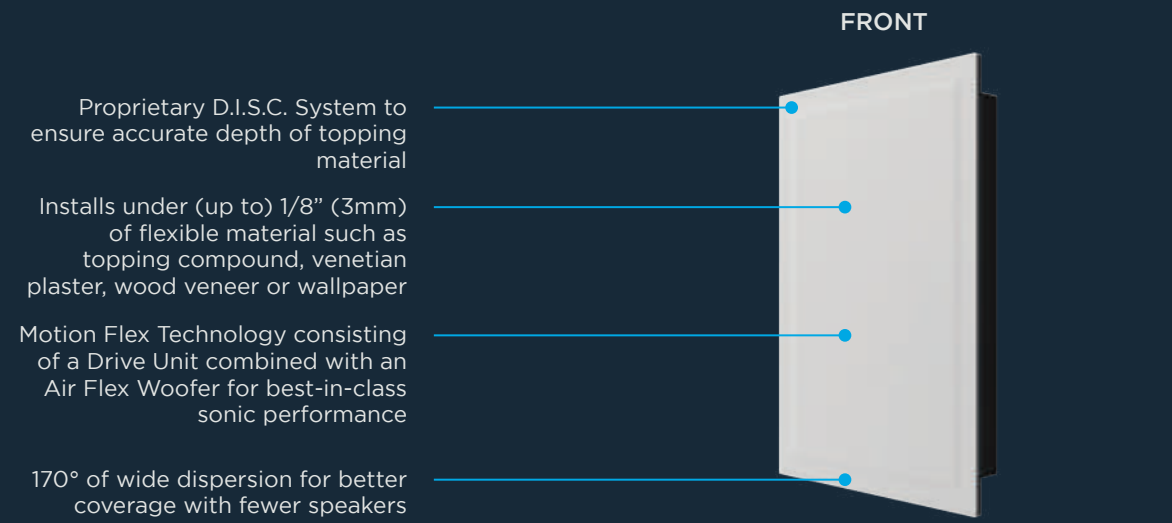 FRONT
Proprietary D.I.S.C. System to
ensure accurate depth of topping
material
Installs under (up to) 1/8” (3mm)
of flexible material such as
topping compound, venetian
plaster, wood veneer or wallpaper
Motion Flex Technology consisting
of a Drive Unit combined with an
Air Flex Woofer for best-in-class
sonic performance
170° of wide dispersion for better
coverage with fewer speakers